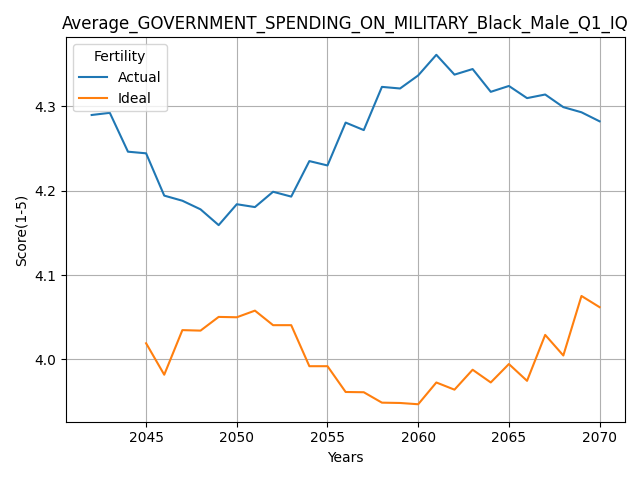 Average_GOVERNMENT_SPENDING_ON_MILITARY_Black_Male_Q1_IQ
Fertility
Actual
Ideal
4.3
4.2
4.1
4.0
Score(1-5)
2045 2050 2055 2060 2065 2070
Years